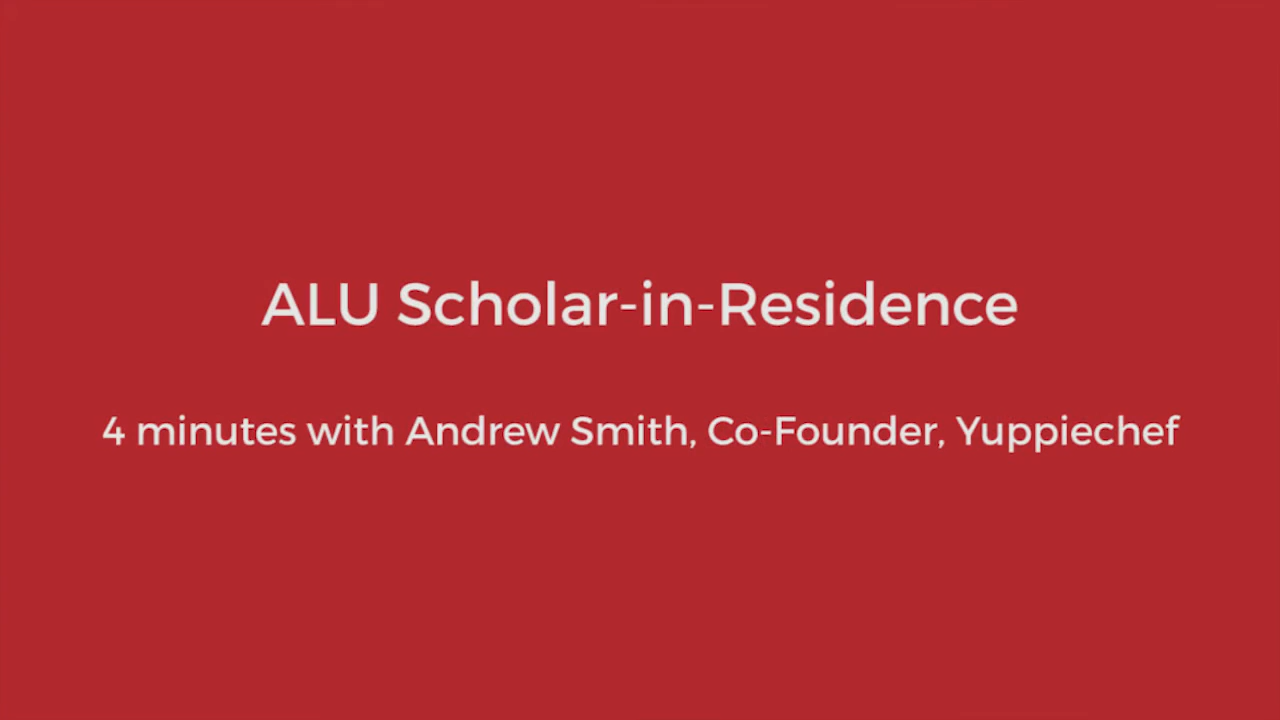 ALU Scholar-in-Residence
4 minutes with Andrew Smith, Co-Founder, Yuppiechef